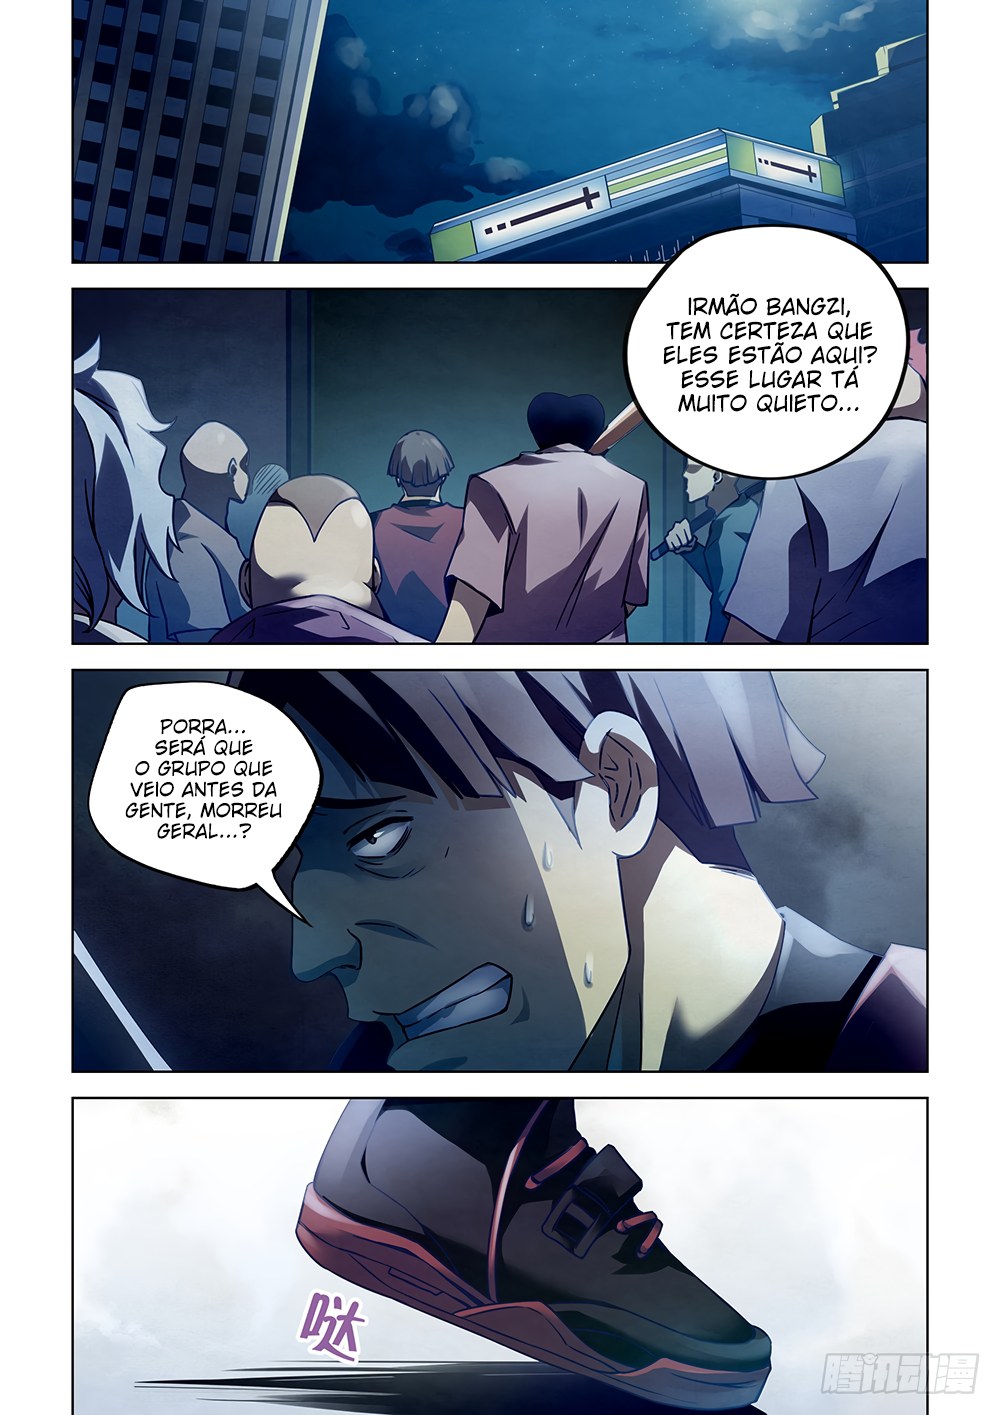 IRMÃO BANGZI,
TEM CERTEZA QUE
ELES ESTÃO AQUI?
ESSE LUGAR TÁ
MUITO QUIETO...
PORRA...
SERÁ QUE
O GRUPO QUE
VEIO ANTES DA
GENTE, MORREU
GERAL...?
哒
腾讯动漫